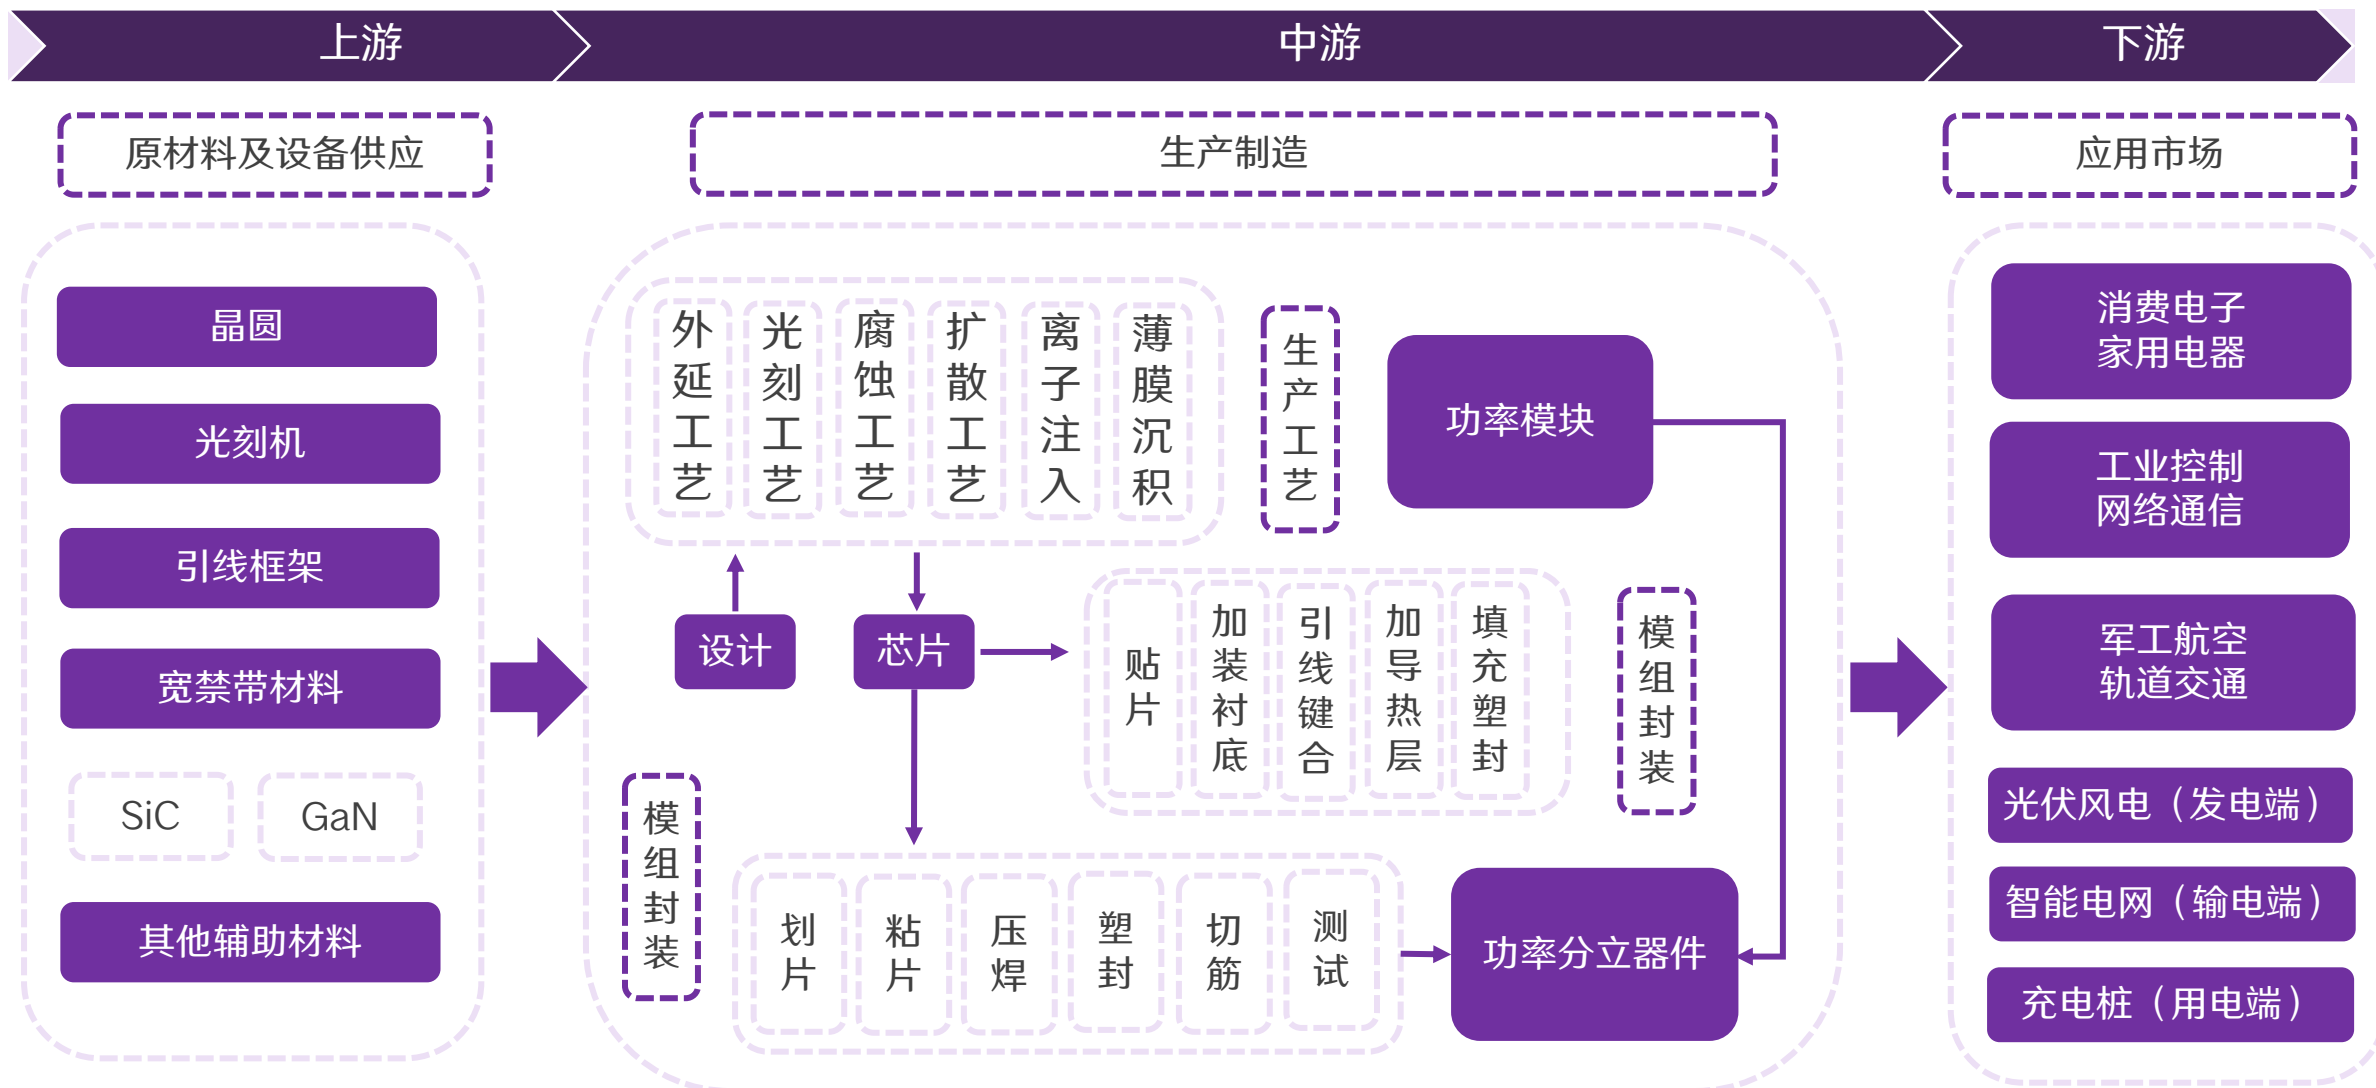 上游
中游
下游
原材料及设备供应
生产制造
应用市场
晶圆
光刻机
引线框架
宽禁带材料
SiC
GaN
其他辅助材料
外延工艺
光刻工艺
腐蚀工艺
扩散工艺
离子注入
薄膜沉积
生产工艺
功率模块
设计
芯片
贴片
加装衬底
引线键合
加导热层
填充塑封
模组封装
模组封装
划片
粘片
压焊
塑封
切筋
测试
功率分立器件
消费电子
家用电器
工业控制
网络通信
军工航空
轨道交通
光伏风电（发电端）
智能电网（输电端）
充电桩（用电端）